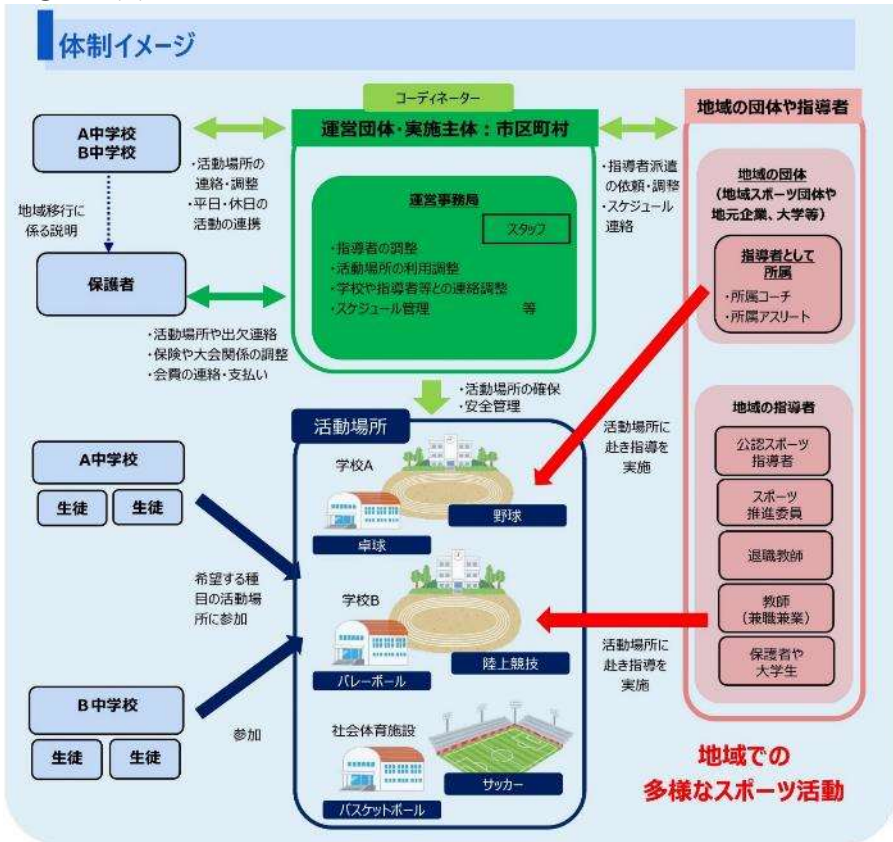 体制イメージ
コーディネーター
運営団体・実施主体：市区町村
地域の団体や指導者
A中学校
B中学校
・活動場所の
連絡・調整
・平日・休日の
活動の連携
地域移行に
係る説明
保護者
・活動場所や出欠連絡
・保険や大会関係の調整
・会費の連絡・支払い
運営事務局
スタッフ
・指導者の調整
・活動場所の利用調整
・学校や指導者等との連絡調整
・スケジュール管理　等
・指導者派遣
の依頼・調整
・スケジュール
連絡
地域の団体
（地域スポーツ団体や
地元企業、大学等）
指導者として
所属
・所属コーチ
・所属アスリート
・活動場所の確保
・安全管理
活動場所
学校A
野球
卓球
学校B
陸上競技
バレーボール
社会体育施設
サッカー
バスケットボール
A中学校
生徒
生徒
希望する種
目の活動場
所に参加
B中学校
生徒
生徒
参加
活動場所に
赴き指導を
実施
活動場所に
赴き指導を
実施
地域の指導者
公認スポーツ
指導者
スポーツ
推進委員
退職教師
教師
（兼職兼業）
保護者や
大学生
地域での
多様なスポーツ活動